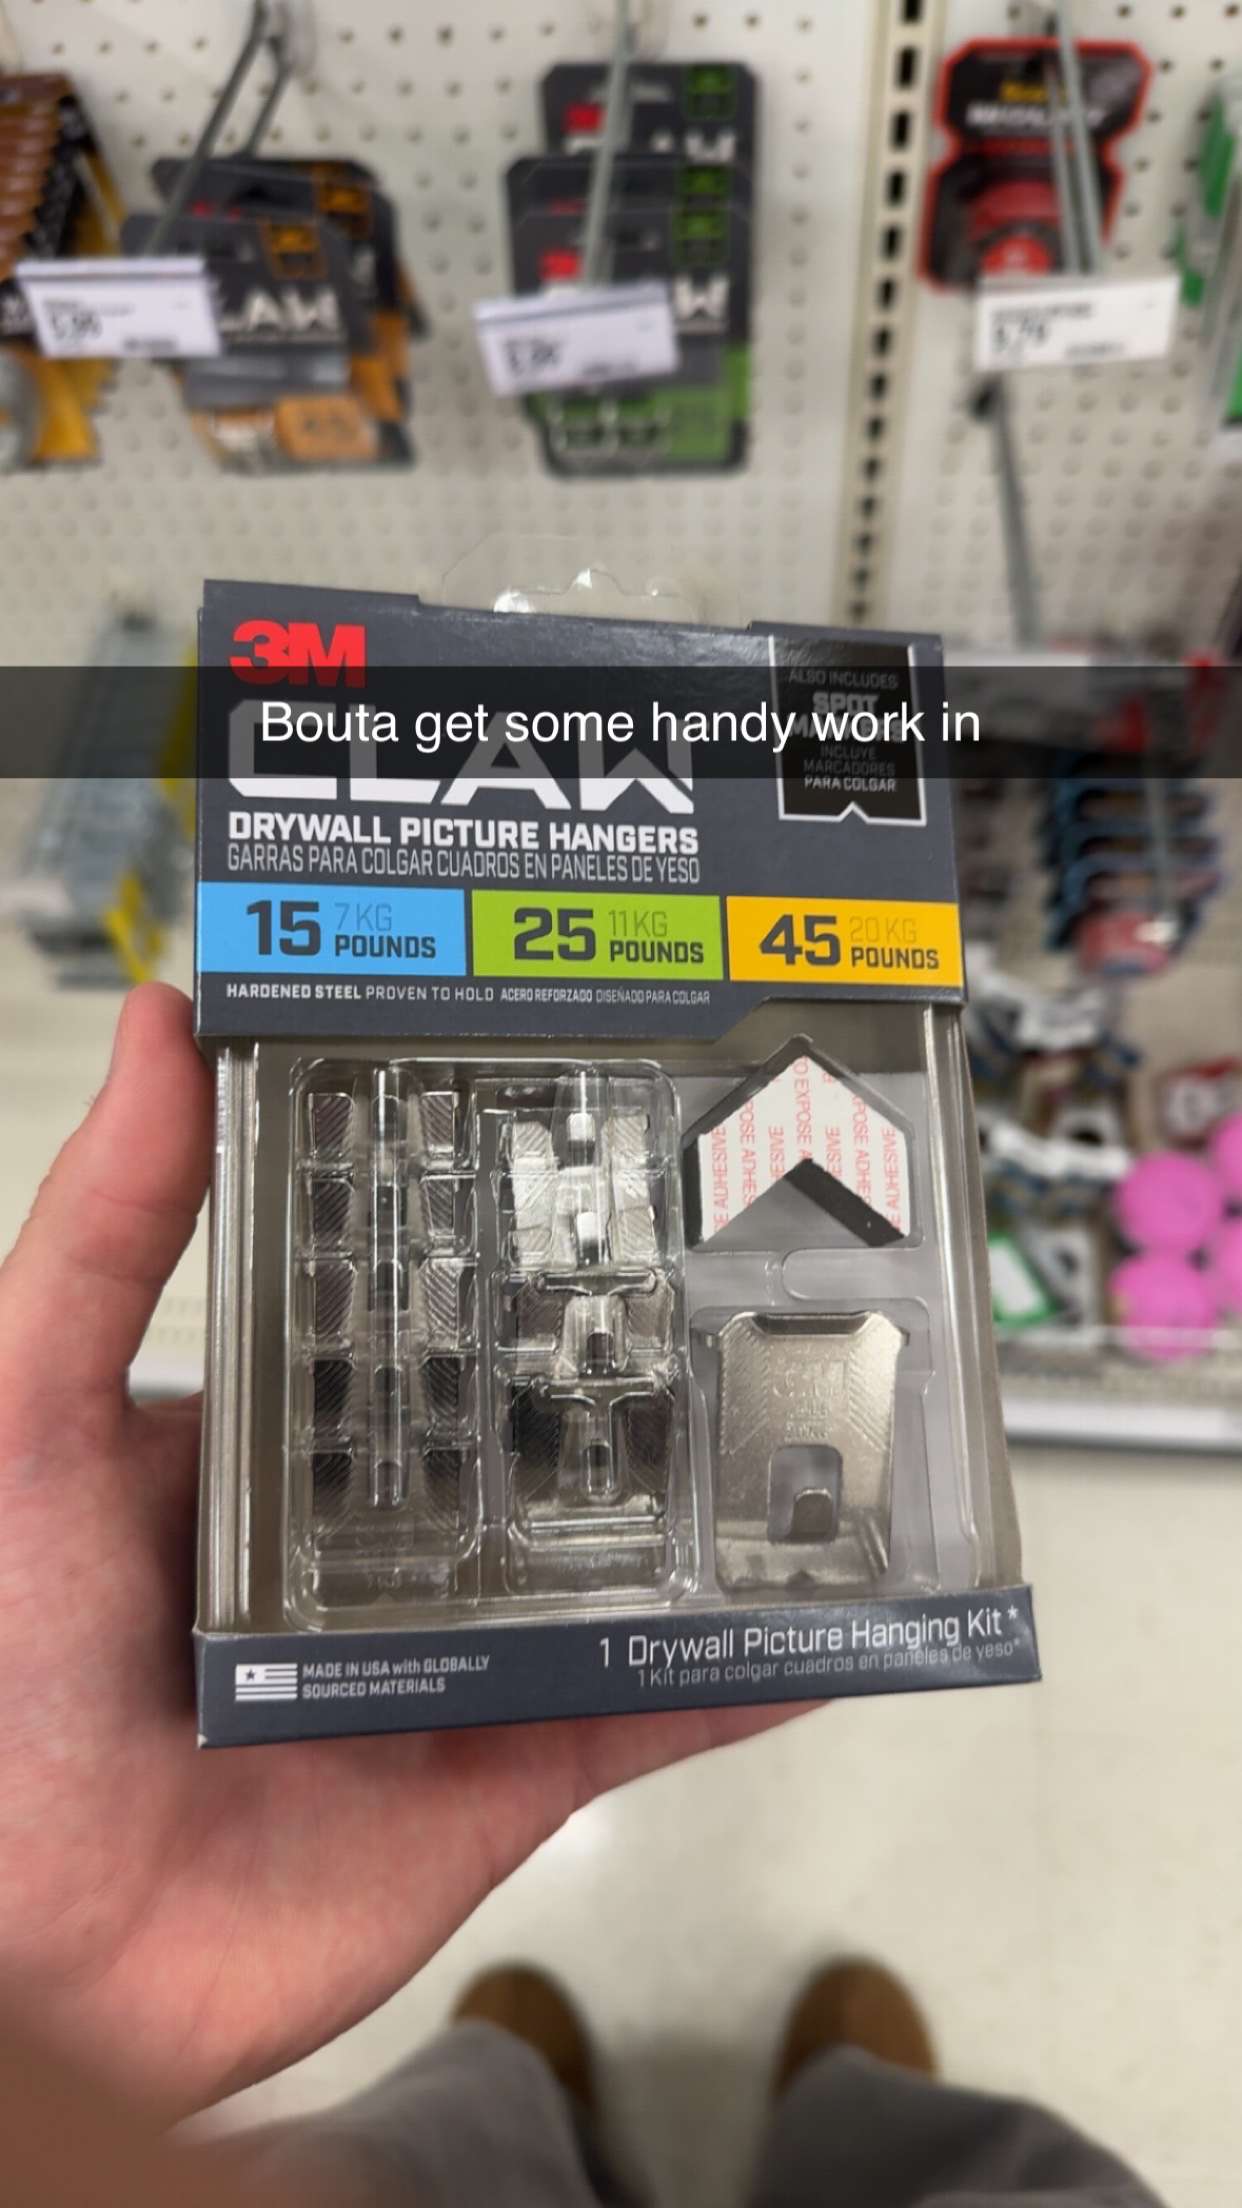 3M
CLAW
Bouta get some handy work in
ALSO INCLUDES
SPOT
INCLUYE
MARCADORES
PARA COLGAR
DRYWALL PICTURE HANGERS
GARRAS PARA COLGAR CUADROS EN PANELES DE YESO
15 7 KG POUNDS
25 11 KG POUNDS
45 20 KG POUNDS
HARDENED STEEL PROVEN TO HOLD ACERO REFORZADO DISEÑADO PARA COLGAR
MADE IN USA with GLOBALLY
SOURCED MATERIALS
1 Drywall Picture Hanging Kit*
1 Kit para colgar cuadros en paneles de yeso*